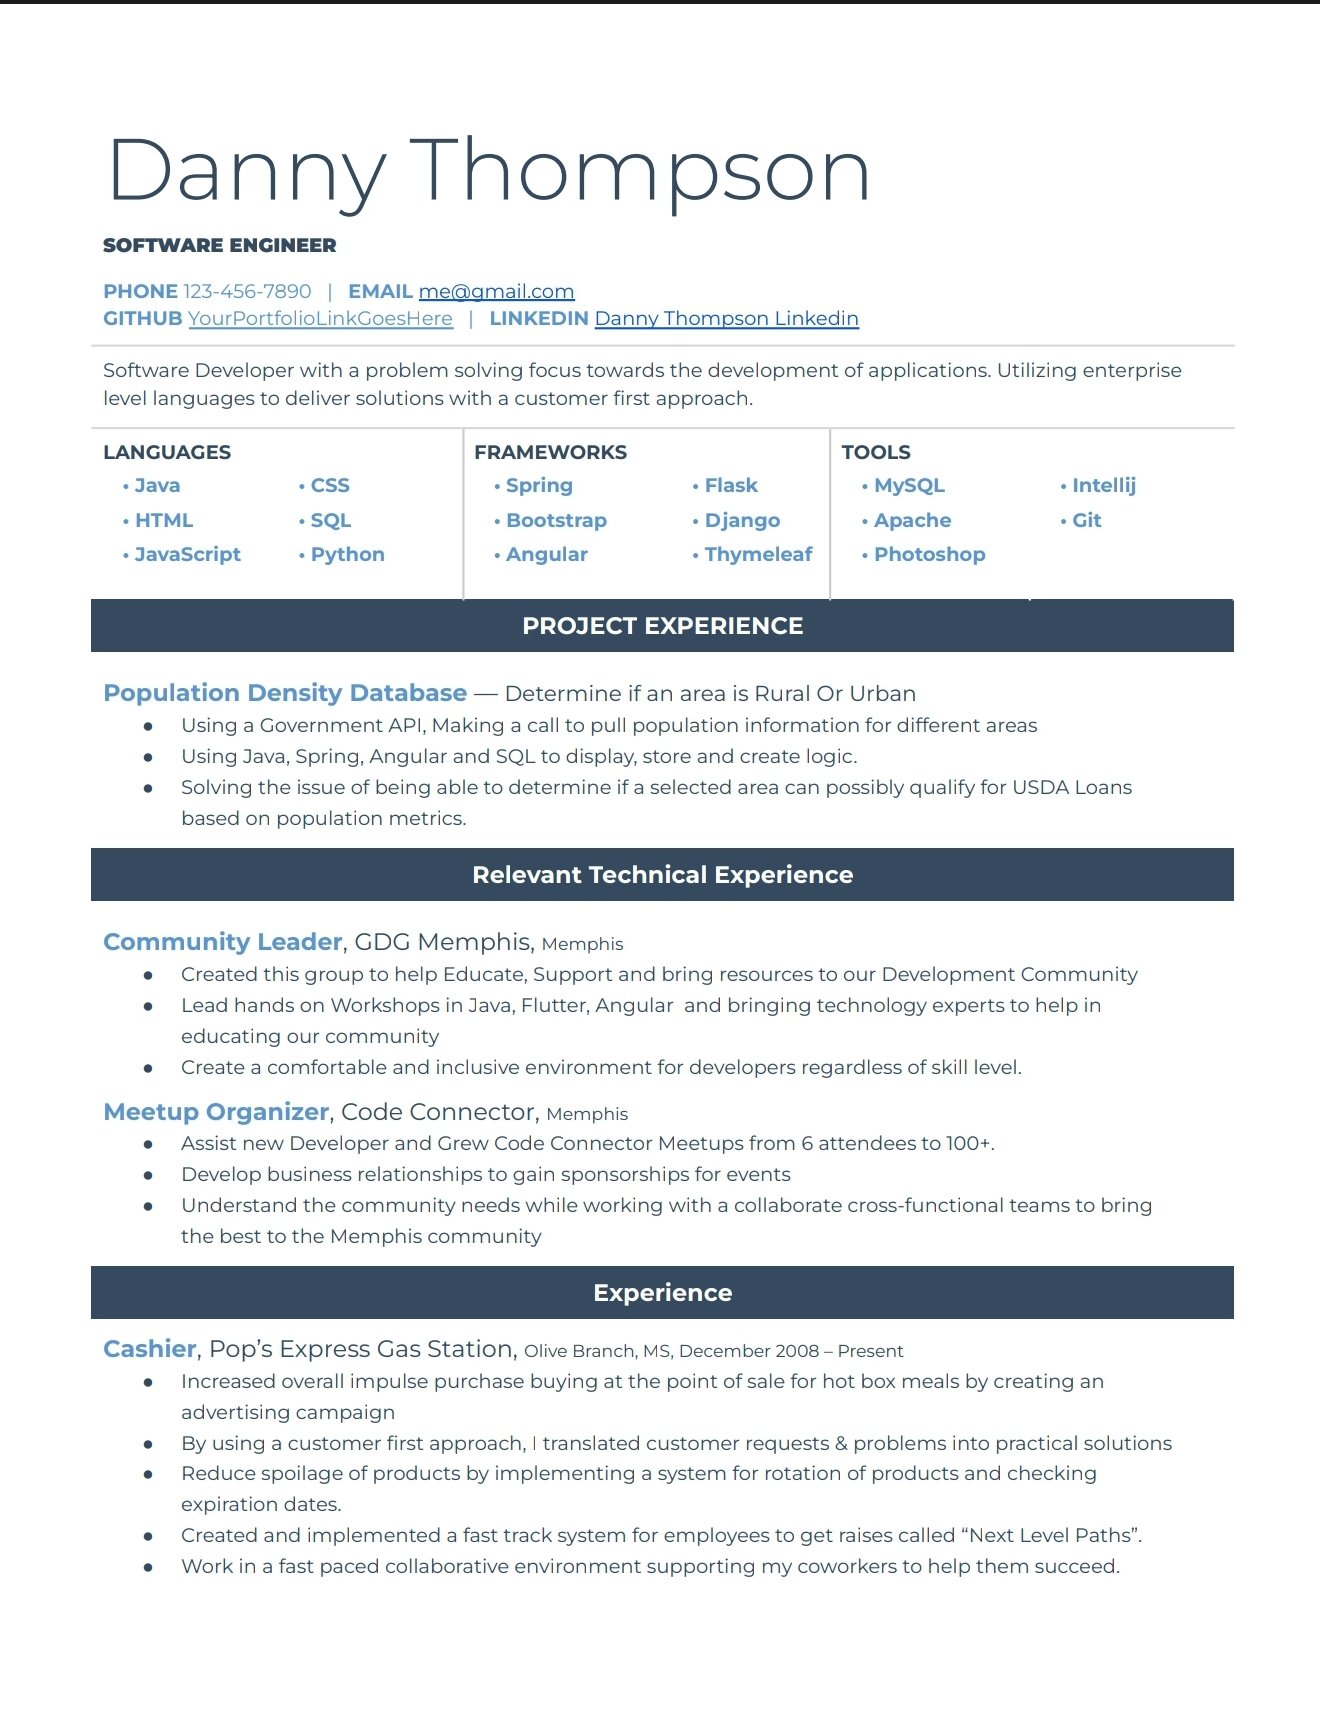 Danny Thompson
SOFTWARE ENGINEER
PHONE 123-456-7890 | EMAIL me@gmail.com
GITHUB YourPortfolioLinkGoesHere | LINKEDIN Danny Thompson Linkedin
Software Developer with a problem solving focus towards the development of applications. Utilizing enterprise
level languages to deliver solutions with a customer first approach.
LANGUAGES
• Java • CSS
• HTML • SQL
• JavaScript • Python
FRAMEWORKS
• Spring • Flask
• Bootstrap • Django
• Angular • Thymeleaf
TOOLS
• MySQL • Intellij
• Apache • Git
• Photoshop
PROJECT EXPERIENCE
Population Density Database — Determine if an area is Rural Or Urban
● Using a Government API, Making a call to pull population information for different areas
● Using Java, Spring, Angular and SQL to display, store and create logic.
● Solving the issue of being able to determine if a selected area can possibly qualify for USDA Loans
based on population metrics.
Relevant Technical Experience
Community Leader, GDG Memphis, Memphis
● Created this group to help Educate, Support and bring resources to our Development Community
● Lead hands on Workshops in Java, Flutter, Angular  and bringing technology experts to help in
educating our community
● Create a comfortable and inclusive environment for developers regardless of skill level.
Meetup Organizer, Code Connector, Memphis
● Assist new Developer and Grew Code Connector Meetups from 6 attendees to 100+.
● Develop business relationships to gain sponsorships for events
● Understand the community needs while working with a collaborate cross-functional teams to bring
the best to the Memphis community
Experience
Cashier, Pop’s Express Gas Station, Olive Branch, MS, December 2008 – Present
● Increased overall impulse purchase buying at the point of sale for hot box meals by creating an
advertising campaign
● By using a customer first approach, I translated customer requests & problems into practical solutions
● Reduce spoilage of products by implementing a system for rotation of products and checking
expiration dates.
● Created and implemented a fast track system for employees to get raises called “Next Level Paths”.
● Work in a fast paced collaborative environment supporting my coworkers to help them succeed.